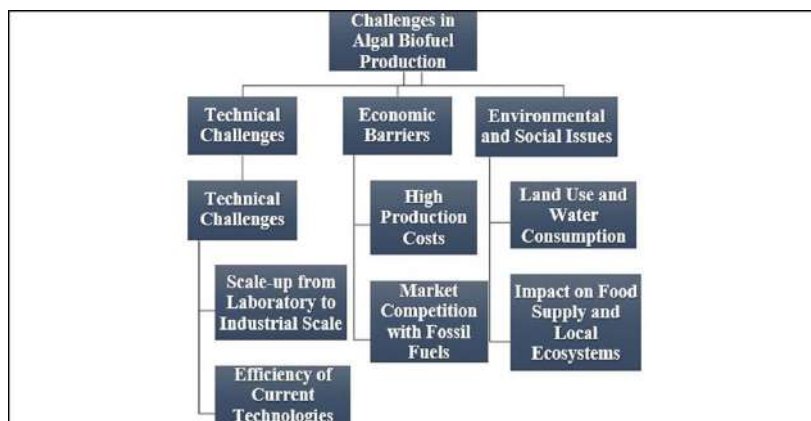 Challenges in
Algal Biofuel
Production
Technical
Challenges
Economic
Barriers
Environmental
and Social Issues
Technical
Challenges
High
Production
Costs
Land Use and
Water
Consumption
Scale-up from
Laboratory to
Industrial Scale
Market
Competition
with Fossil
Fuels
Impact on Food
Supply and
Local
Ecosystems
Efficiency of
Current
Technologies